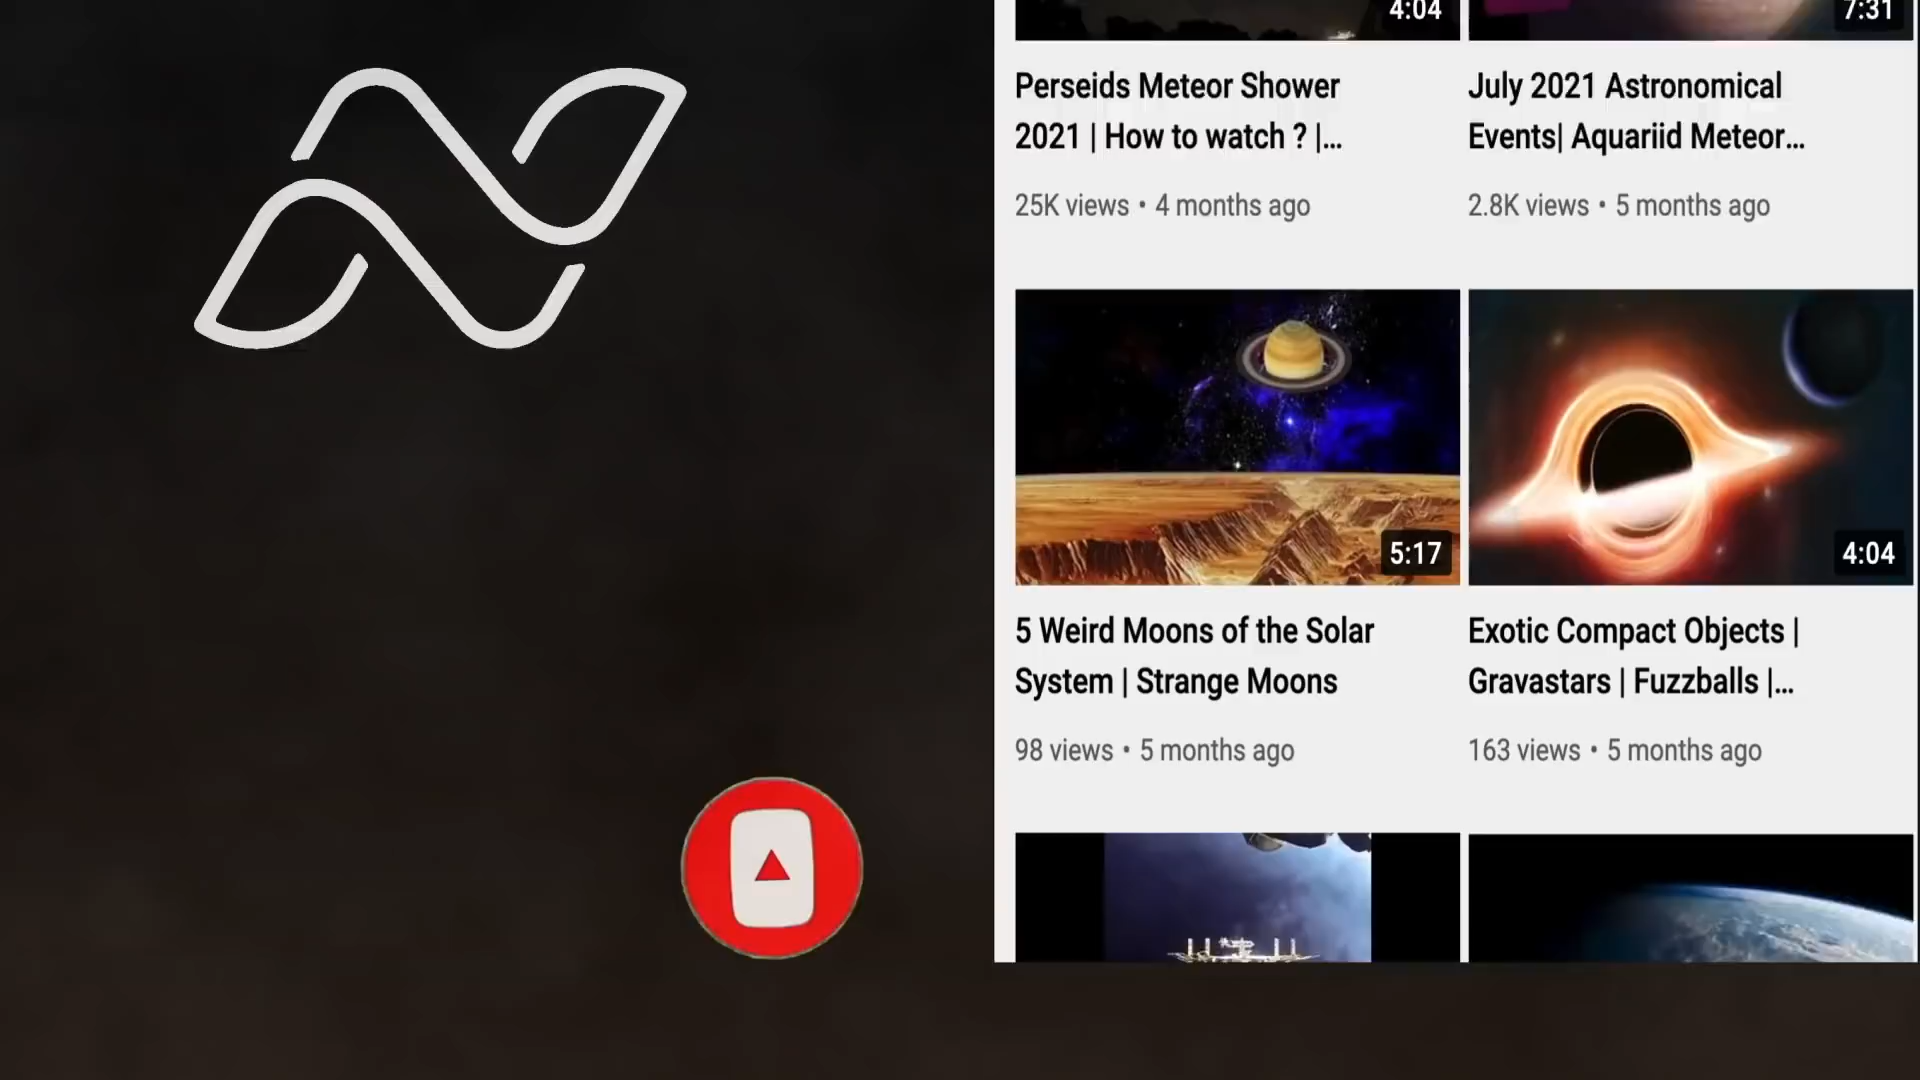 4:04
7:31
Perseids Meteor Shower
2021 | How to watch ? |...
25K views • 4 months ago
July 2021 Astronomical
Events| Aquariid Meteor...
2.8K views • 5 months ago
5:17
4:04
5 Weird Moons of the Solar
System | Strange Moons
98 views • 5 months ago
Exotic Compact Objects |
Gravastars | Fuzzballs |...
163 views • 5 months ago